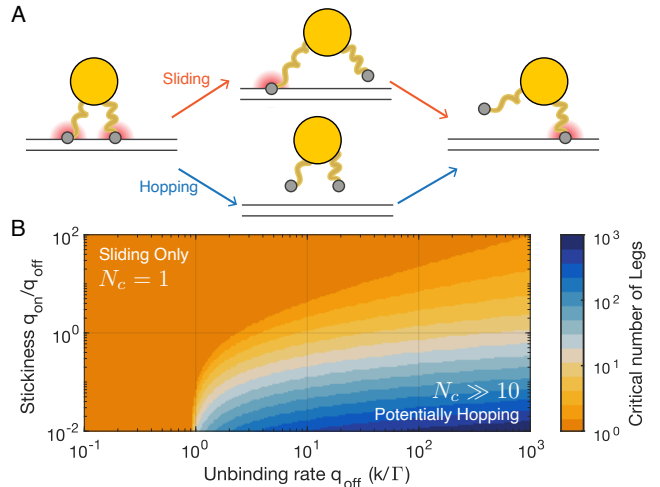 A
Sliding
Hopping
B
Sliding Only
N_c = 1
N_c ≫ 10
Potentially Hopping
10^2
10^0
10^-2
Stickiness q_on/q_off
10^-1
10^0
10^1
10^2
10^3
Unbinding rate q_off (k/Γ)
10^3
10^2
10^1
10^0
Critical number of Legs